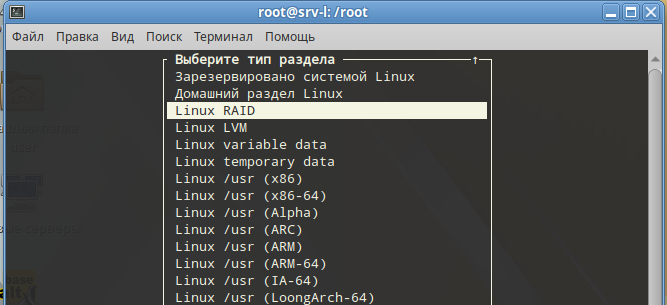 root@srv-l: /root
Файл Правка Вид Поиск Терминал Помощь
Выберите тип раздела ↑
Зарезервировано системой Linux
Домашний раздел Linux
Linux RAID
Linux LVM
Linux variable data
Linux temporary data
Linux /usr (x86)
Linux /usr (x86-64)
Linux /usr (Alpha)
Linux /usr (ARC)
Linux /usr (ARM)
Linux /usr (ARM-64)
Linux /usr (IA-64)
Linux /usr (LoongArch-64)